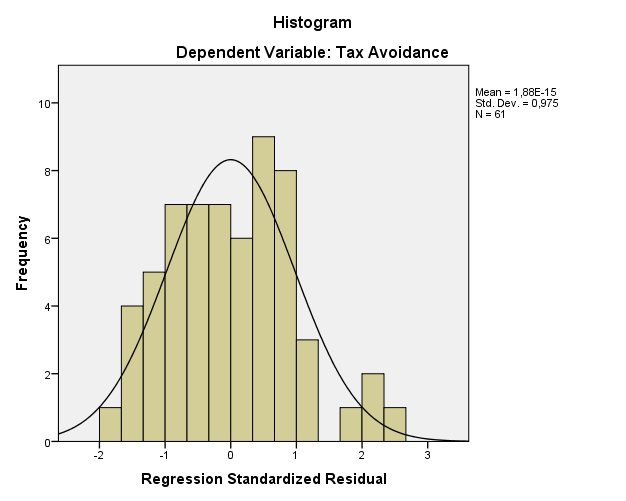 Histogram
Dependent Variable: Tax Avoidance
Mean = 1,88E-15
Std. Dev. = 0,975
N = 61
Frequency
10
8
6
4
2
0
-2 -1 0 1 2 3
Regression Standardized Residual